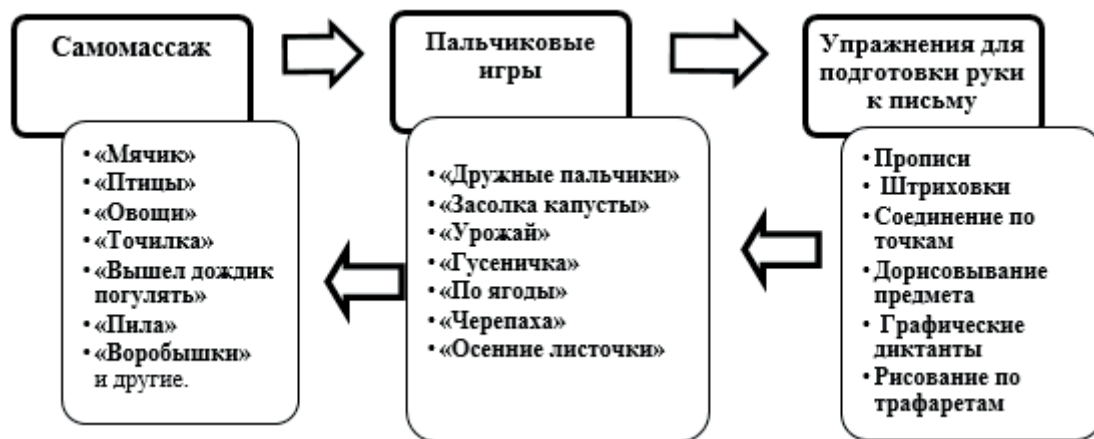 Самомассаж
• «Мячик»
• «Птицы»
• «Овощи»
• «Точилка»
• «Вышел дождик
погулять»
• «Пила»
• «Воробышки»
и другие.
Пальчиковые
игры
• «Дружные пальчики»
• «Засолка капусты»
• «Урожай»
• «Гусеничка»
• «По ягоды»
• «Черепаха»
• «Осенние листочки»
Упражнения для
подготовки руки
к письму
• Прописи
• Штриховки
• Соединение по
точкам
• Дорисовывание
предмета
• Графические
диктанты
• Рисование по
трафаретам